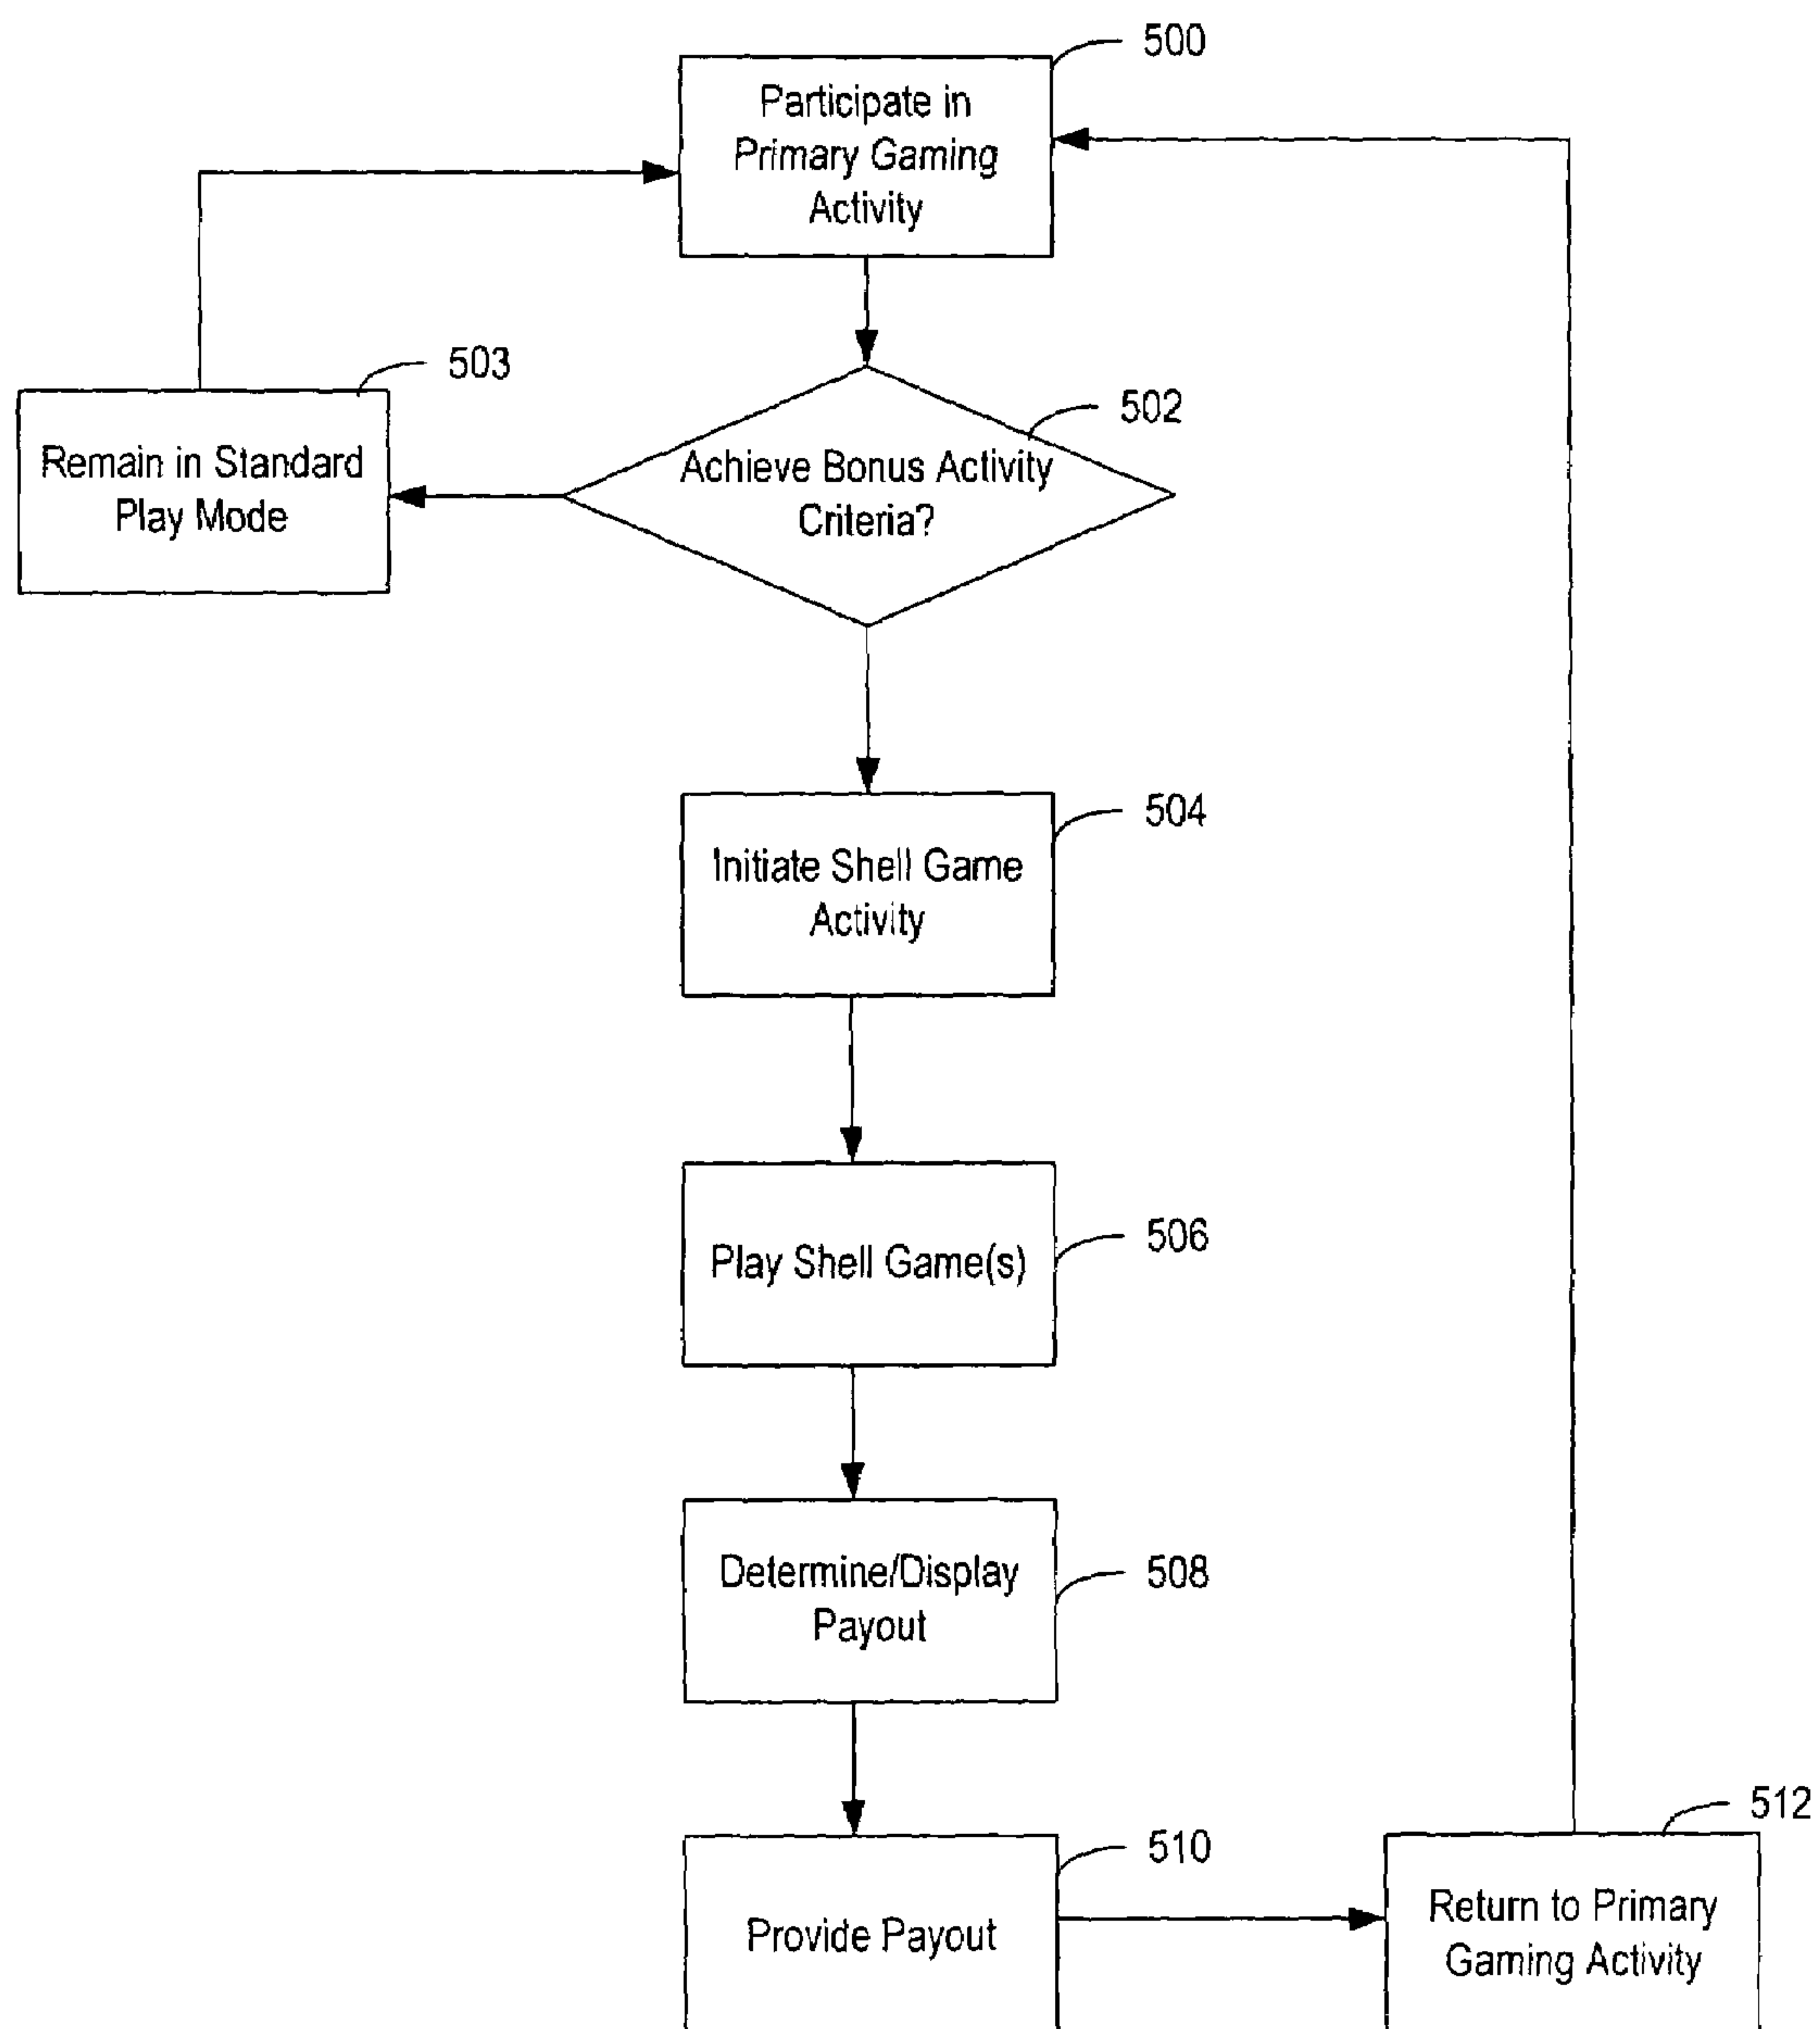 500
Participate in
Primary Gaming
Activity
503
502
Remain in Standard
Play Mode
Achieve Bonus Activity
Criteria?
504
Initiate Shell Game
Activity
506
Play Shell Game(s)
508
Determine/Display
Payout
510
Provide Payout
512
Return to Primary
Gaming Activity